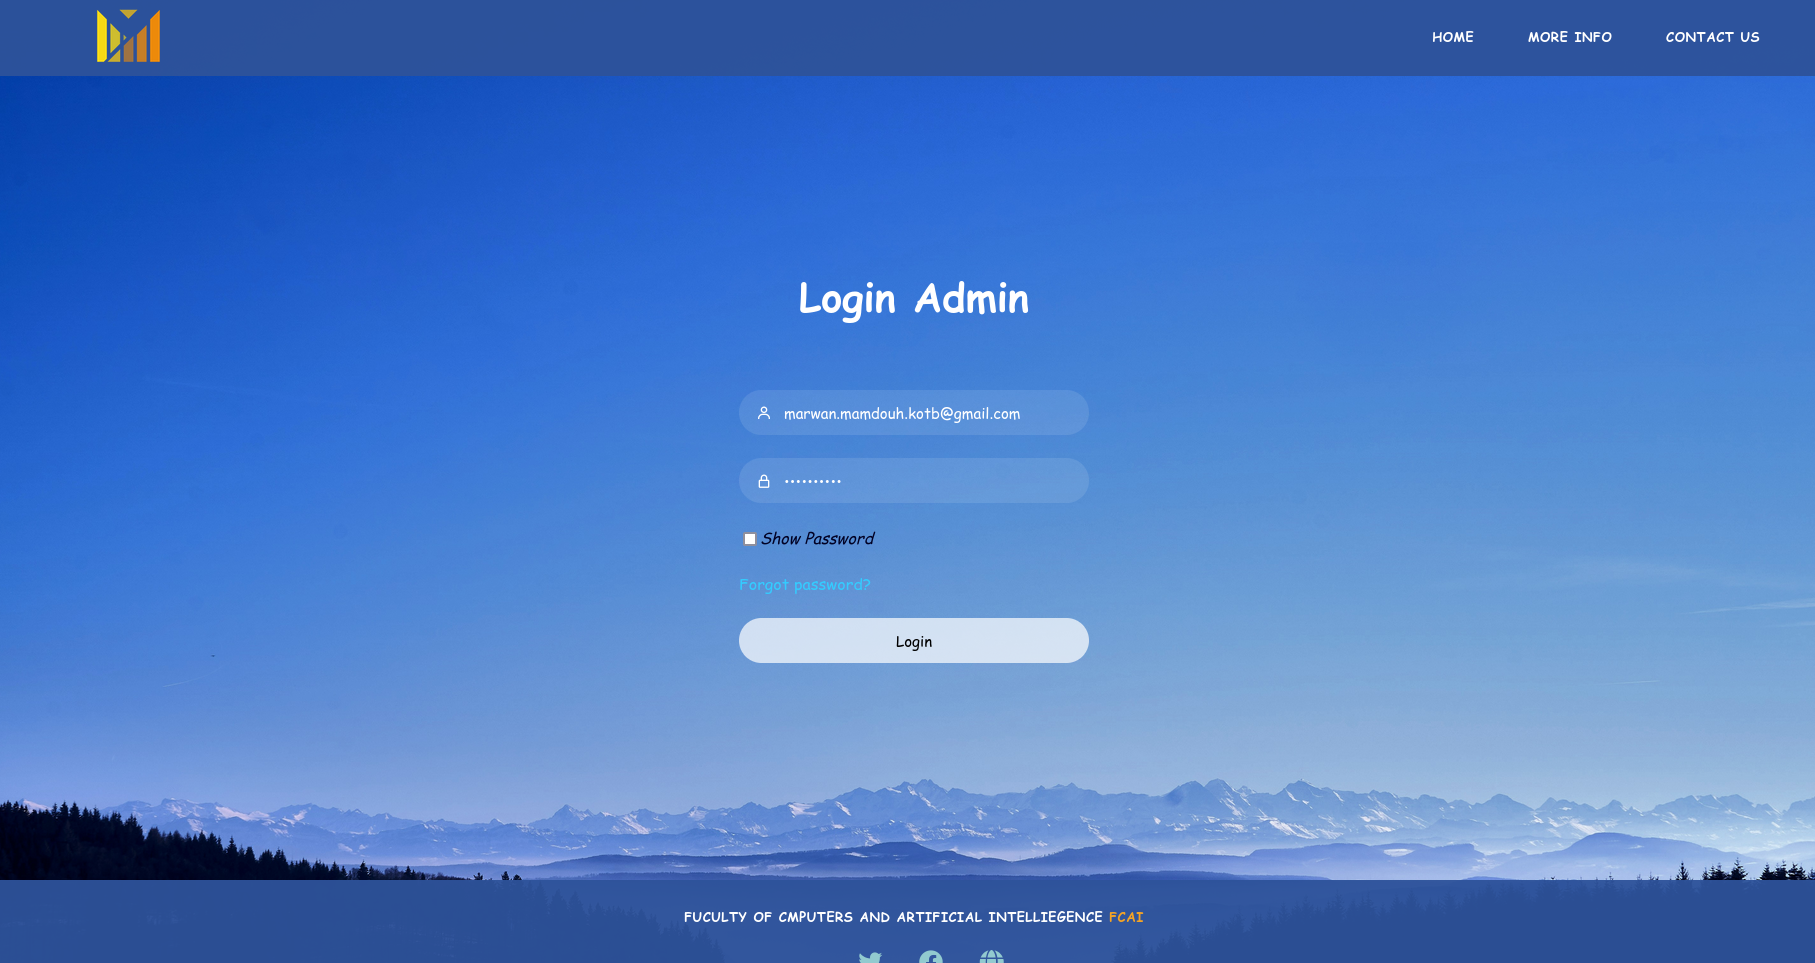 HOME
MORE INFO
CONTACT US
Login Admin
marwan.mamdouh.kotb@gmail.com
••••••••••
Show Password
Forgot password?
Login
FUCULTY OF CMPUTERS AND ARTIFICIAL INTELLIEGENCE FCAI